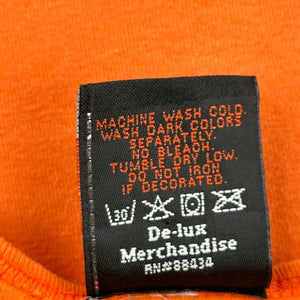 MACHINE WASH COLD
WASH DARK COLORS
SEPARATELY.
NO BLEACH.
TUMBLE DRY LOW.
DO NOT IRON
IF DECORATED.
30
De-lux
Merchandise
RN#88434